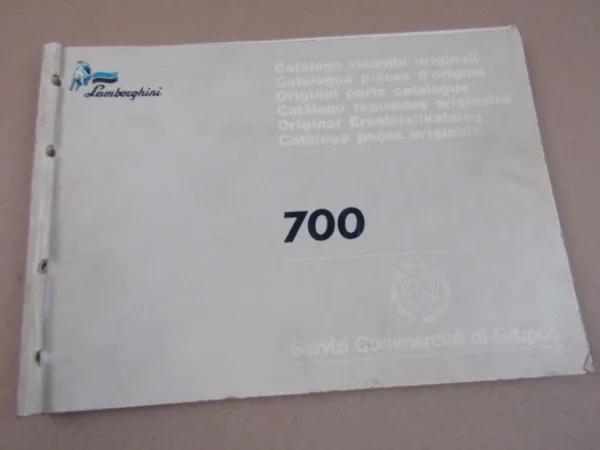 Lamborghini
Catalogo ricambi originali
Catalogue pièces d'origine
Original parts catalogue
Catálogo repuestos originales
Original Ersatzteilkatalog
Catálogo peças originais
700
Servizi Commerciali di Gruppo